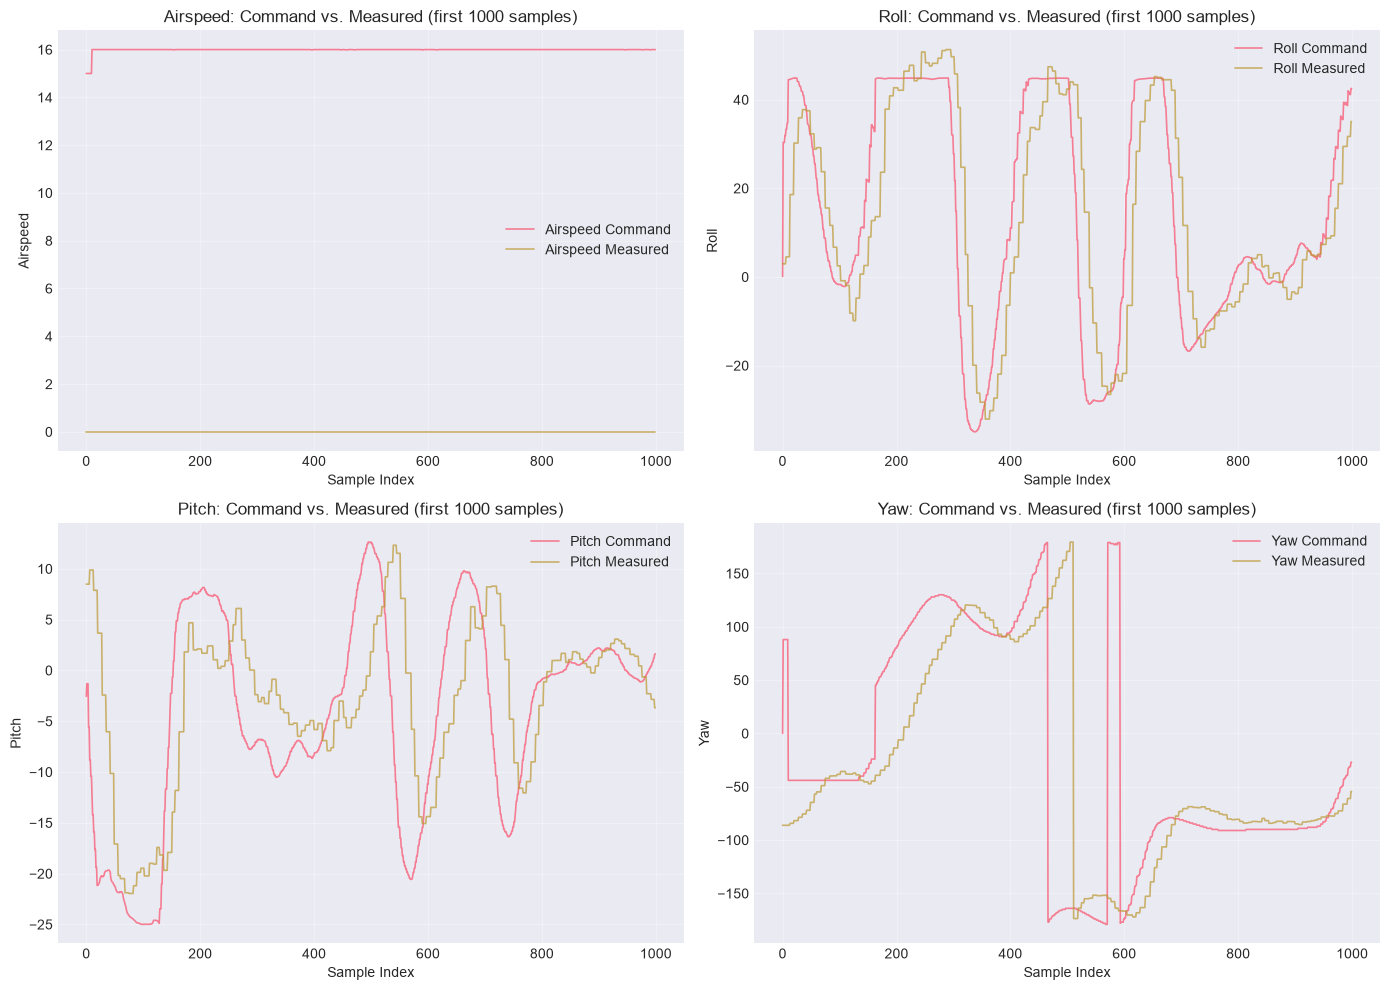 Airspeed: Command vs. Measured (first 1000 samples)
16
14
12
10
8
6
4
2
0
Airspeed
Airspeed Command
Airspeed Measured
0 200 400 600 800 1000
Sample Index
Roll: Command vs. Measured (first 1000 samples)
40
20
0
−20
Roll
Roll Command
Roll Measured
0 200 400 600 800 1000
Sample Index
Pitch: Command vs. Measured (first 1000 samples)
10
5
0
−5
−10
−15
−20
−25
Pitch
Pitch Command
Pitch Measured
0 200 400 600 800 1000
Sample Index
Yaw: Command vs. Measured (first 1000 samples)
150
100
50
0
−50
−100
−150
Yaw
Yaw Command
Yaw Measured
0 200 400 600 800 1000
Sample Index